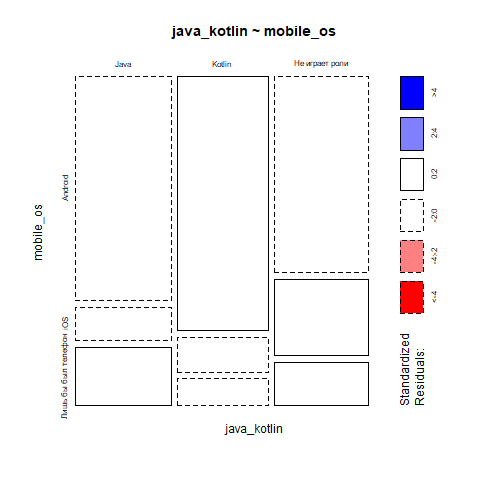 java_kotlin ~ mobile_os
Java Kotlin Не играет роли
Android
iOS
Лишь бы был телефон
mobile_os
java_kotlin
>4
2:4
0:2
-2:0
-4:-2
<-4
Standardized
Residuals: